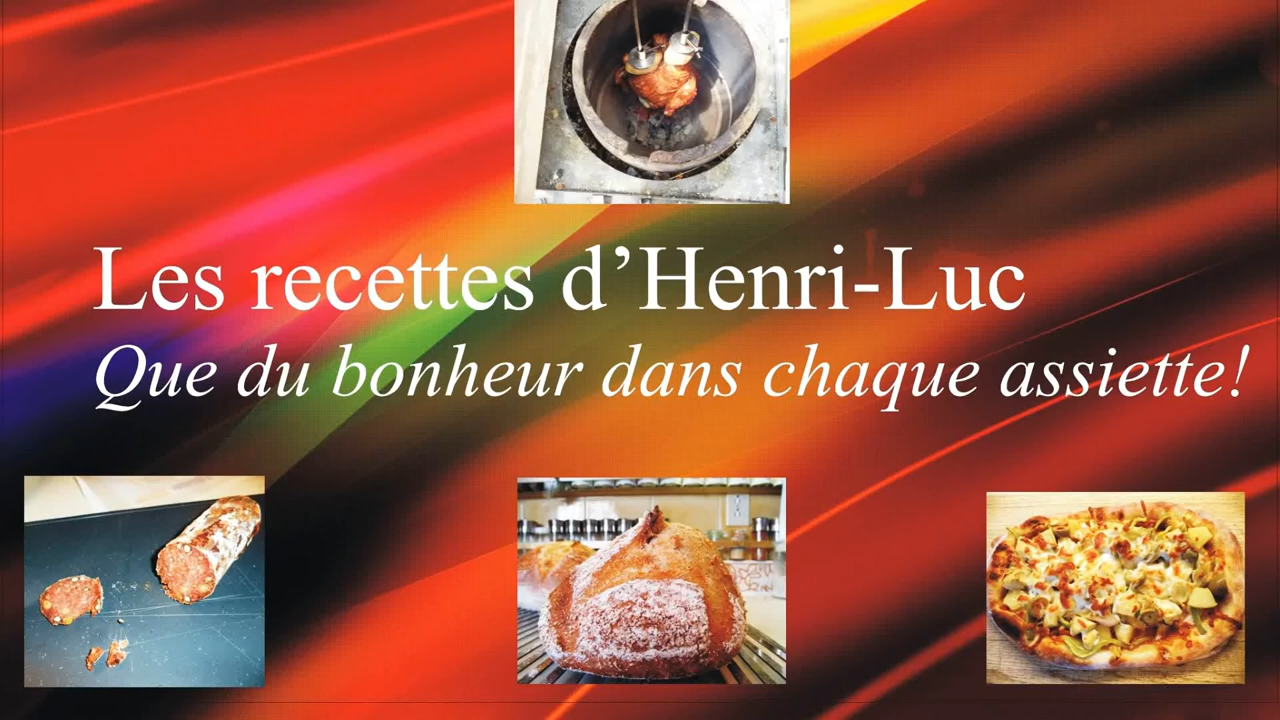 Les recettes d’Henri-Luc
Que du bonheur dans chaque assiette!